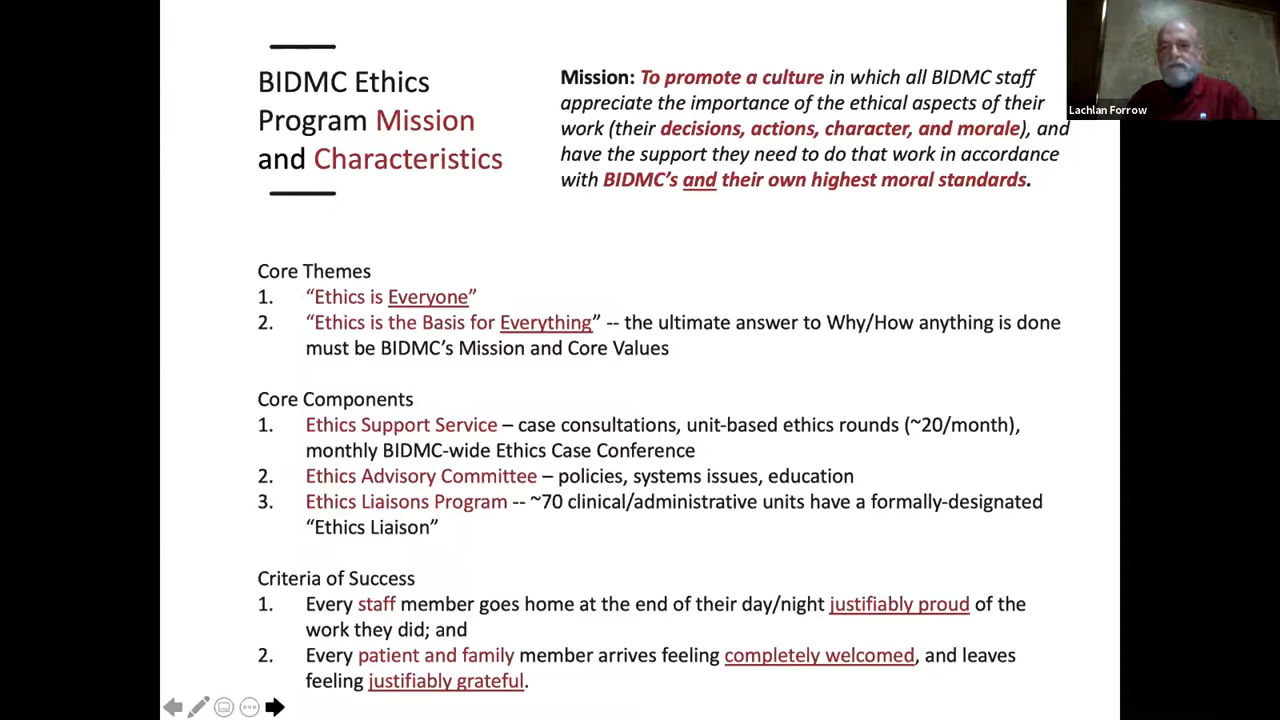 BIDMC Ethics
Program Mission
and Characteristics
Mission: To promote a culture in which all BIDMC staff
appreciate the importance of the ethical aspects of their
work (their decisions, actions, character, and morale), and
have the support they need to do that work in accordance
with BIDMC's and their own highest moral standards.
Lachlan Forrow
Core Themes
1. “Ethics is Everyone”
2. “Ethics is the Basis for Everything” -- the ultimate answer to Why/How anything is done
must be BIDMC’s Mission and Core Values
Core Components
1. Ethics Support Service – case consultations, unit-based ethics rounds (~20/month),
monthly BIDMC-wide Ethics Case Conference
2. Ethics Advisory Committee – policies, systems issues, education
3. Ethics Liaisons Program -- ~70 clinical/administrative units have a formally-designated
“Ethics Liaison”
Criteria of Success
1. Every staff member goes home at the end of their day/night justifiably proud of the
work they did; and
2. Every patient and family member arrives feeling completely welcomed, and leaves
feeling justifiably grateful.